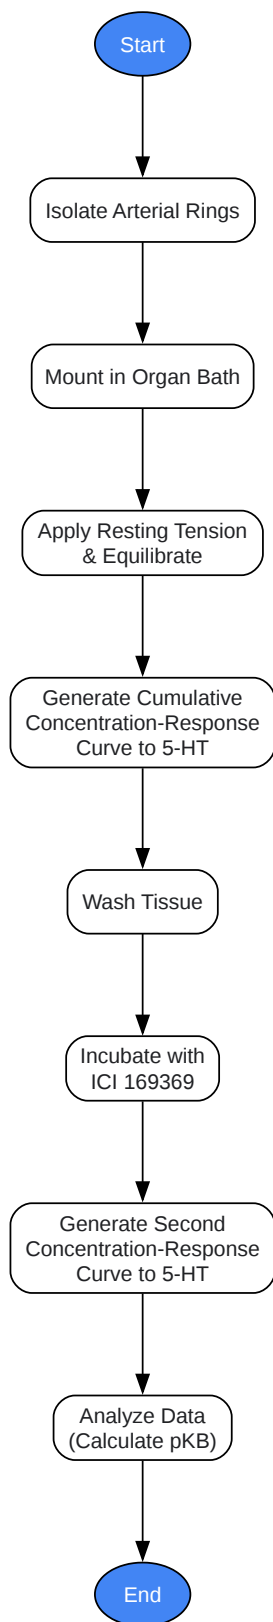 Start
Isolate Arterial Rings
Mount in Organ Bath
Apply Resting Tension
& Equilibrate
Generate Cumulative
Concentration-Response
Curve to 5-HT
Wash Tissue
Incubate with
ICI 169369
Generate Second
Concentration-Response
Curve to 5-HT
Analyze Data
(Calculate pKB)
End